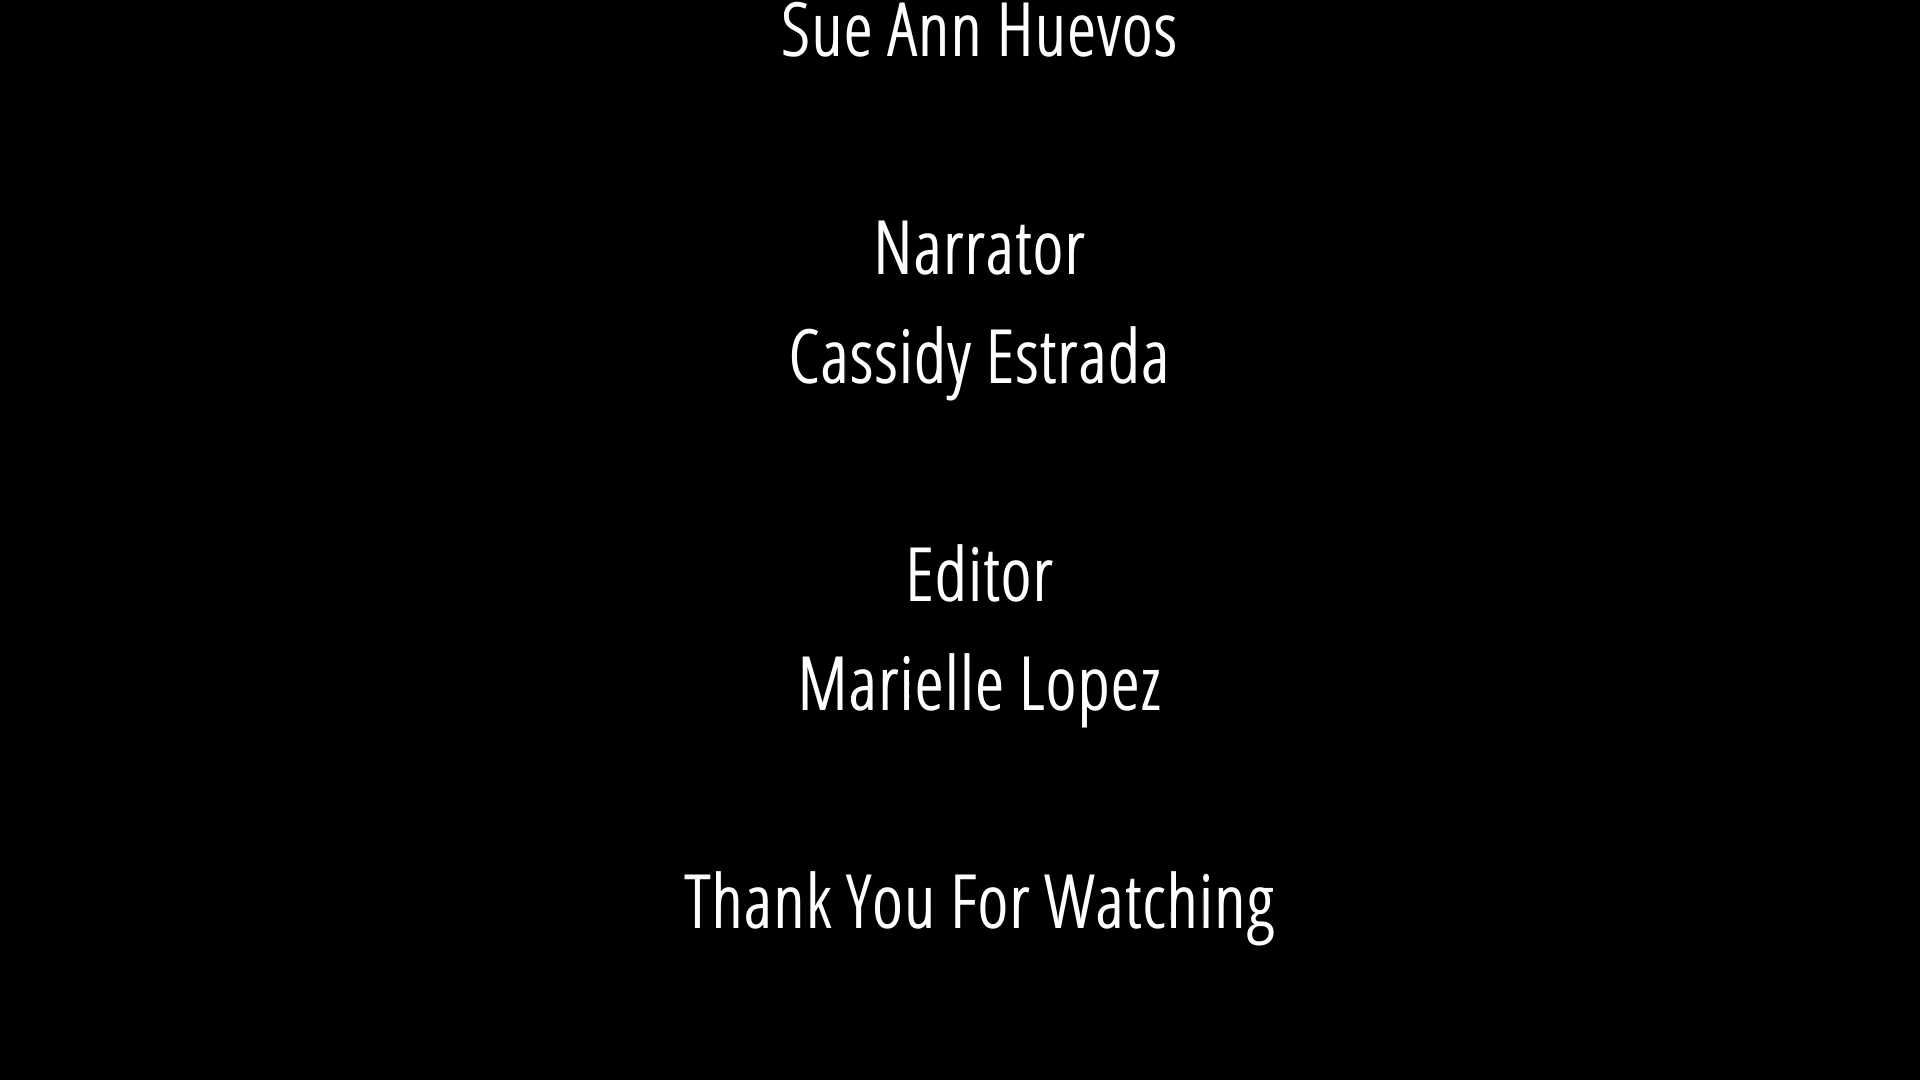 Sue Ann Huevos
Narrator
Cassidy Estrada
Editor
Marielle Lopez
Thank You For Watching